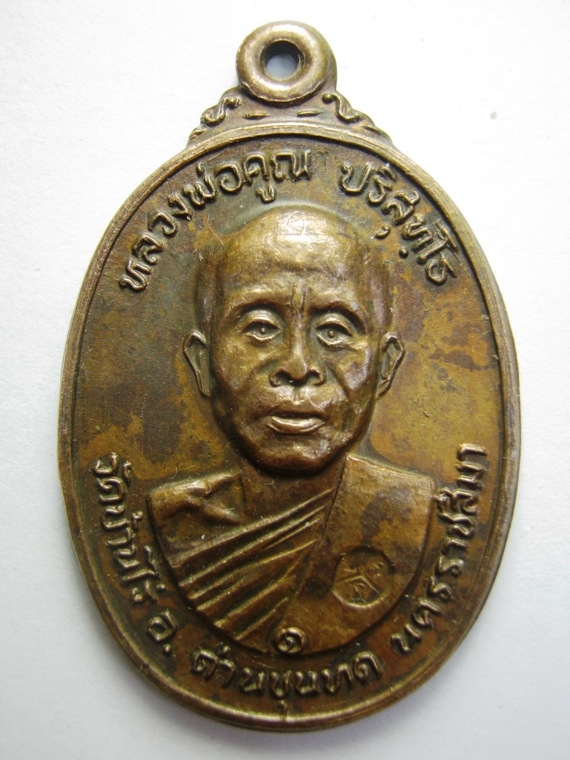 หลวงพ่อคูณ ปริสุทฺโธ
๑
วัดบ้านไร่ อ. ด่านขุนทด นครราชสีมา